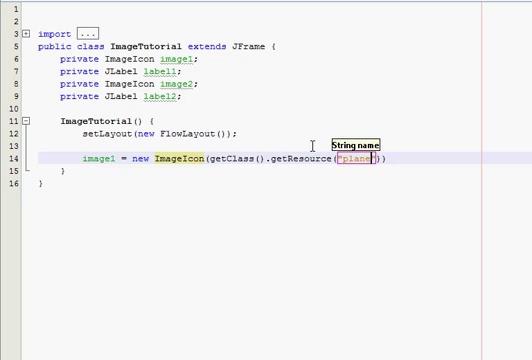 1
2
3 import ...
5 public class ImageTutorial extends JFrame {
6 private ImageIcon image1;
7 private JLabel label1;
8 private ImageIcon image2;
9 private JLabel label2;
10
11 ImageTutorial() {
12 setLayout(new FlowLayout());
13
String name
14 image1 = new ImageIcon(getClass().getResource("plane"))
15 }
16 }